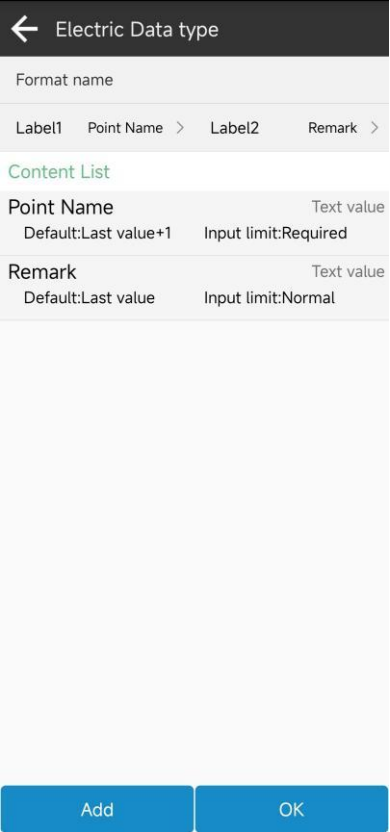 Electric Data type
Format name
Label1 Point Name > Label2 Remark >
Content List
Point Name Text value
Default:Last value+1 Input limit:Required
Remark Text value
Default:Last value Input limit:Normal
Add OK